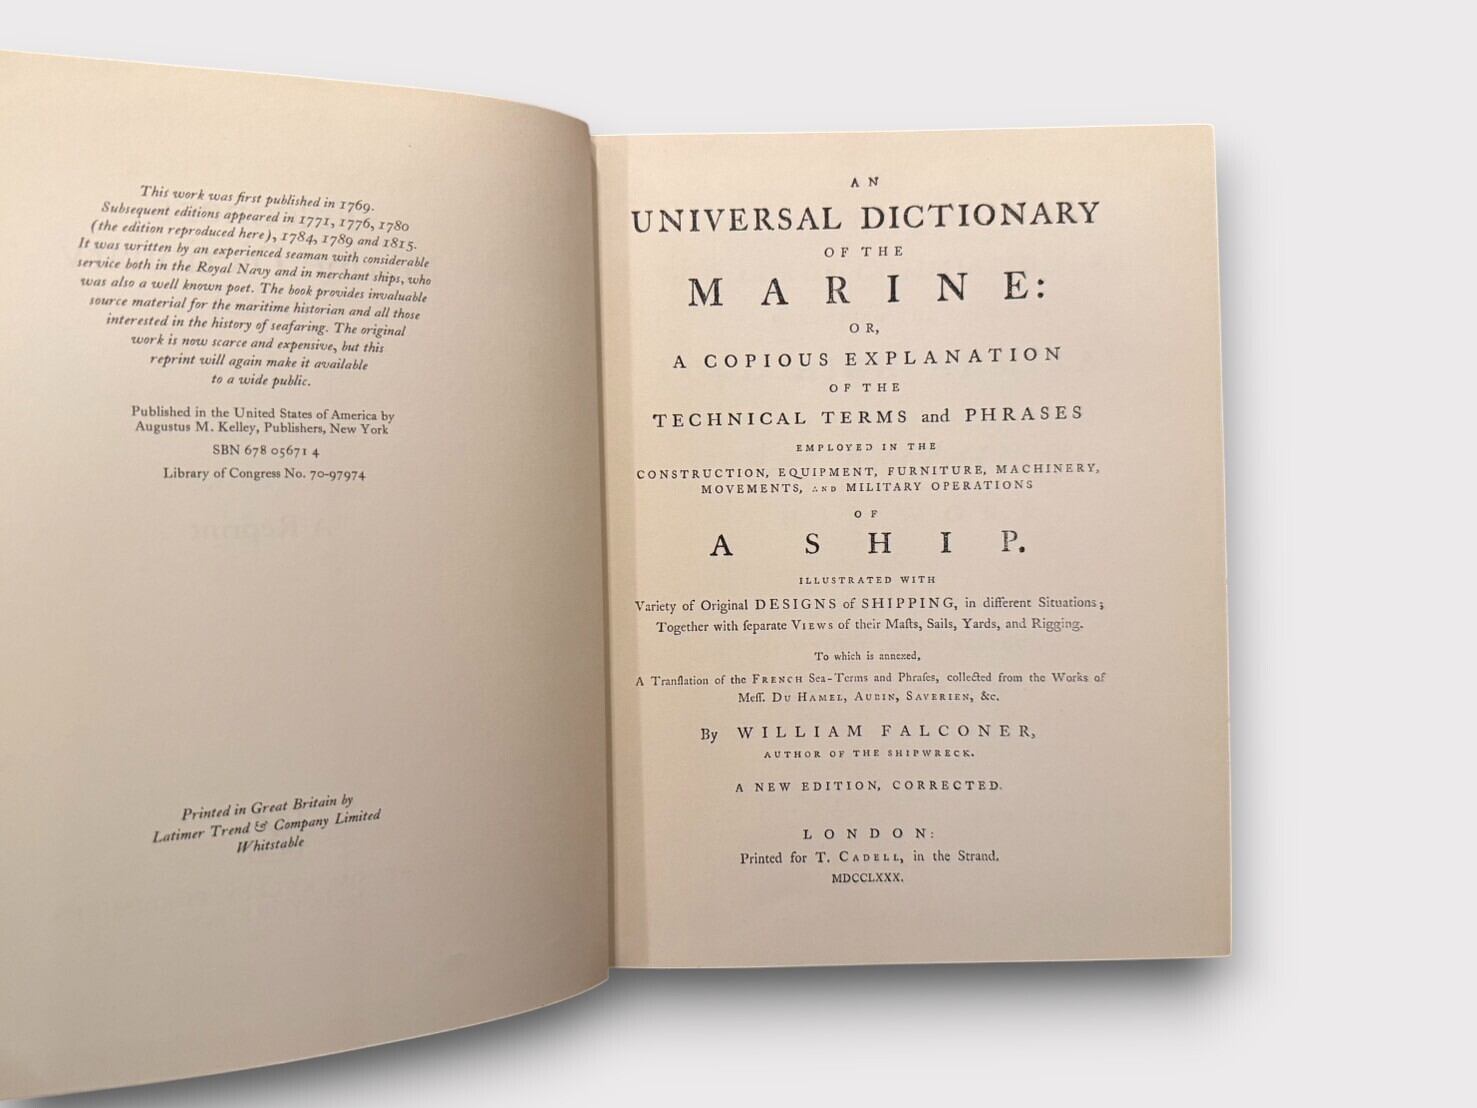 This work was first published in 1769.
Subsequent editions appeared in 1771, 1776, 1780
(the edition reproduced here), 1784, 1789 and 1815.
It was written by an experienced seaman with considerable
service both in the Royal Navy and in merchant ships, who
was also a well known poet. The book provides invaluable
source material for the maritime historian and all those
interested in the history of seafaring. The original
work is now scarce and expensive, but this
reprint will again make it available
to a wide public.
Published in the United States of America by
Augustus M. Kelley, Publishers, New York
SBN 678 05671 4
Library of Congress No. 70-97974
Printed in Great Britain by
Latimer Trend & Company Limited
Whitstable
AN
UNIVERSAL DICTIONARY
OF THE
MARINE:
OR,
A COPIOUS EXPLANATION
OF THE
TECHNICAL TERMS and PHRASES
EMPLOYED IN THE
CONSTRUCTION, EQUIPMENT, FURNITURE, MACHINERY,
MOVEMENTS, AND MILITARY OPERATIONS
OF
A SHIP.
ILLUSTRATED WITH
Variety of Original DESIGNS of SHIPPING, in different Situations;
Together with ſeparate VIEWS of their Maſts, Sails, Yards, and Rigging.
To which is annexed,
A Tranſlation of the FRENCH Sea-Terms and Phraſes, collected from the Works of
Meſſ. DU HAMEL, AUBIN, SAVERIEN, &c.
By WILLIAM FALCONER,
AUTHOR OF THE SHIPWRECK.
A NEW EDITION, CORRECTED.
LONDON:
Printed for T. CADELL, in the Strand.
MDCCLXXX.